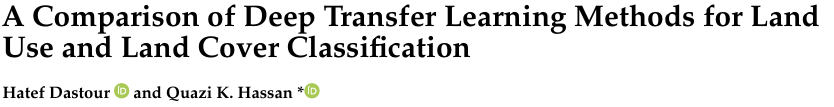 A Comparison of Deep Transfer Learning Methods for Land
Use and Land Cover Classification
Hatef Dastour and Quazi K. Hassan *